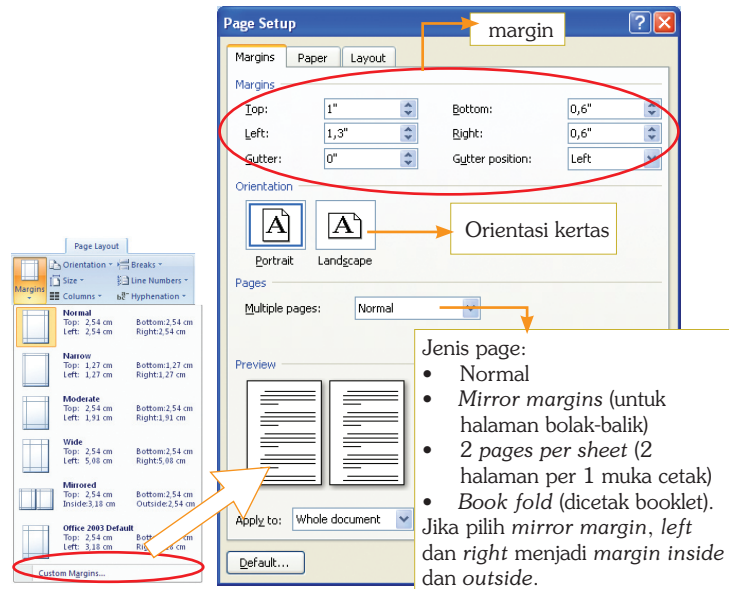 Page Layout
Orientation
Breaks
Margins
Size
Line Numbers
Columns
Hyphenation
Normal
Top: 2,54 cm Bottom:2,54 cm
Left: 2,54 cm Right:2,54 cm
Narrow
Top: 1,27 cm Bottom:1,27 cm
Left: 1,27 cm Right:1,27 cm
Moderate
Top: 2,54 cm Bottom:2,54 cm
Left: 1,91 cm Right:1,91 cm
Wide
Top: 2,54 cm Bottom:2,54 cm
Left: 5,08 cm Right:5,08 cm
Mirrored
Top: 2,54 cm Bottom:2,54 cm
Inside:3,18 cm Outside:2,54 cm
Office 2003 Default
Top: 2,54 cm cm
Left: 3,18 cm cm
Custom Margins...
Page Setup
margin
Margins Paper Layout
Margins
Top: 1" Bottom: 0,6"
Left: 1,3" Right: 0,6"
Gutter: 0" Gutter position: Left
Orientation
A A
Orientasi kertas
Portrait Landscape
Pages
Multiple pages: Normal
Preview
Apply to: Whole document
Default...
Jenis page:
• Normal
• Mirror margins (untuk
halaman bolak-balik)
• 2 pages per sheet (2
halaman per 1 muka cetak)
• Book fold (dicetak booklet).
Jika pilih mirror margin, left
dan right menjadi margin inside
dan outside.